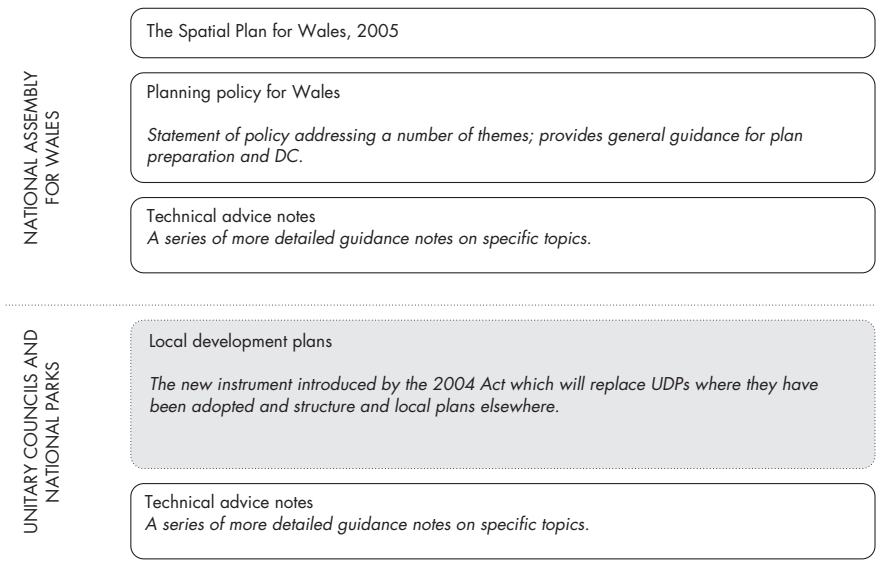 NATIONAL ASSEMBLY
FOR WALES
The Spatial Plan for Wales, 2005
Planning policy for Wales
Statement of policy addressing a number of themes; provides general guidance for plan
preparation and DC.
Technical advice notes
A series of more detailed guidance notes on specific topics.
UNITARY COUNCILS AND
NATIONAL PARKS
Local development plans
The new instrument introduced by the 2004 Act which will replace UDPs where they have
been adopted and structure and local plans elsewhere.
Technical advice notes
A series of more detailed guidance notes on specific topics.